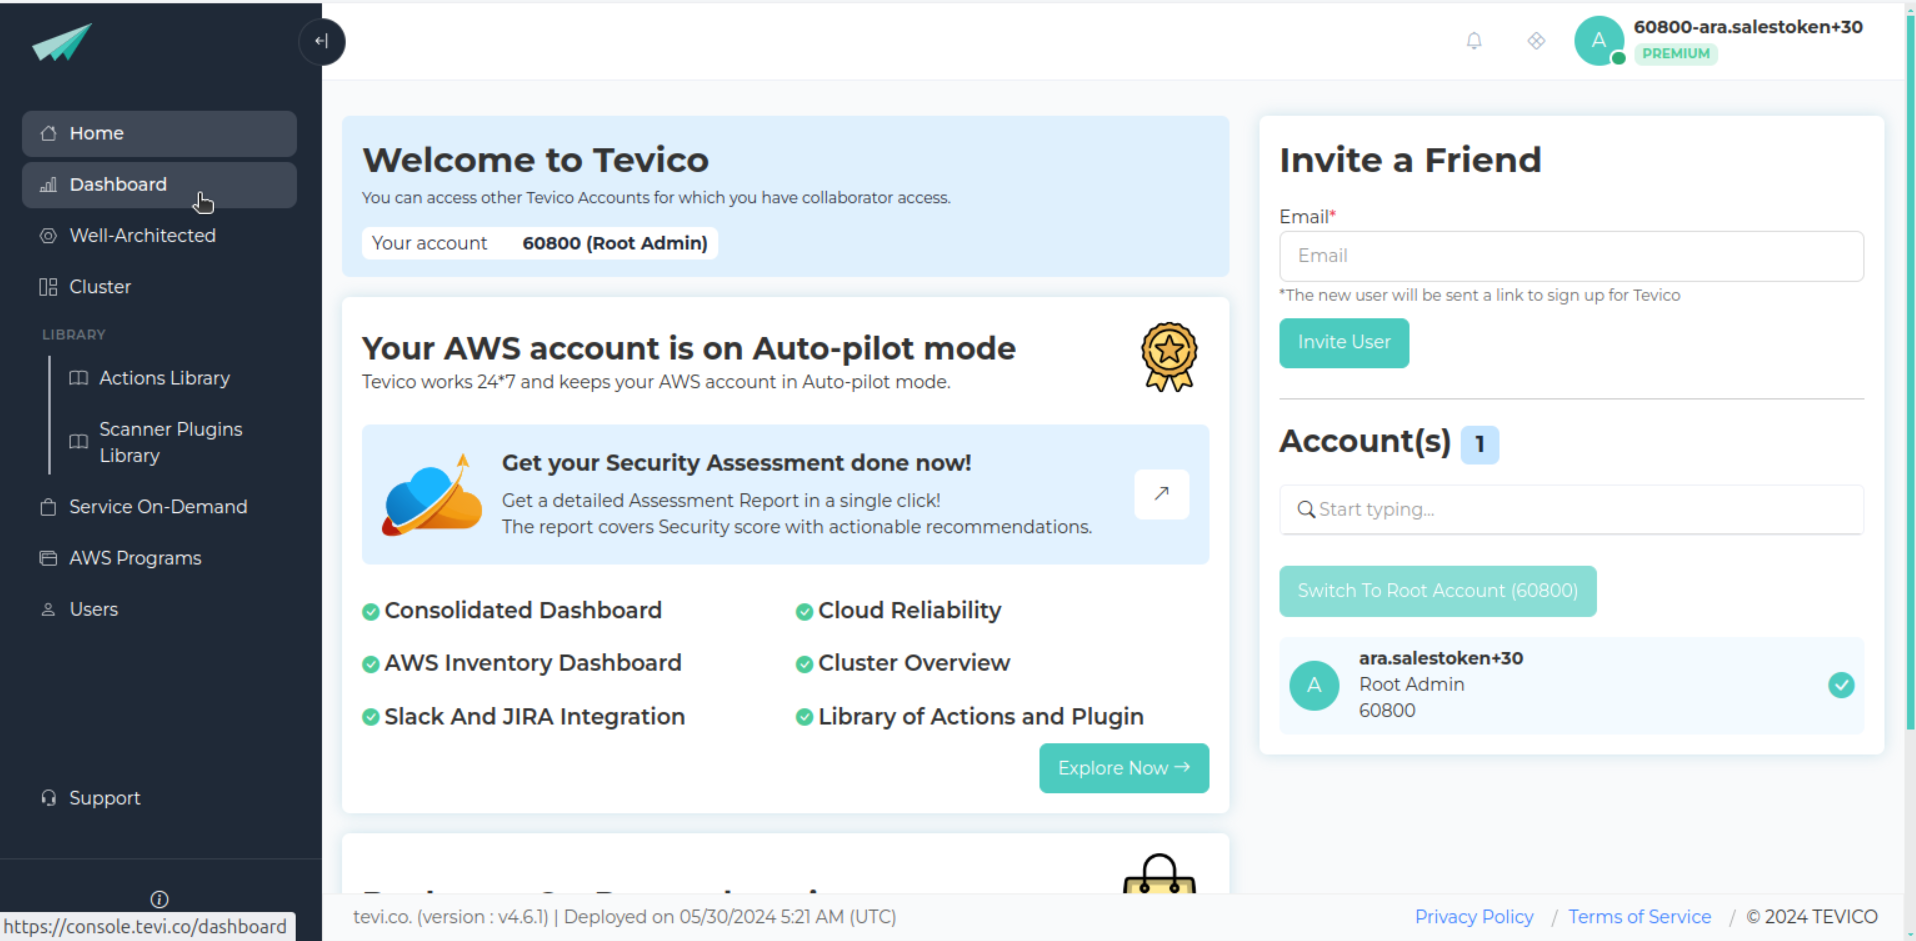 60800-ara.salestoken+30
PREMIUM
Home
Dashboard
Well-Architected
Cluster
LIBRARY
Actions Library
Scanner Plugins
Library
Service On-Demand
AWS Programs
Users
Support
https://console.tevi.co/dashboard
Welcome to Tevico
You can access other Tevico Accounts for which you have collaborator access.
Your account 60800 (Root Admin)
Your AWS account is on Auto-pilot mode
Tevico works 24*7 and keeps your AWS account in Auto-pilot mode.
Get your Security Assessment done now!
Get a detailed Assessment Report in a single click!
The report covers Security score with actionable recommendations.
Consolidated Dashboard
Cloud Reliability
AWS Inventory Dashboard
Cluster Overview
Slack And JIRA Integration
Library of Actions and Plugin
Explore Now →
Invite a Friend
Email*
Email
*The new user will be sent a link to sign up for Tevico
Invite User
Account(s) 1
Start typing...
Switch To Root Account (60800)
A
A
ara.salestoken+30
Root Admin
60800
tevi.co. (version : v4.6.1) | Deployed on 05/30/2024 5:21 AM (UTC)
Privacy Policy / Terms of Service / © 2024 TEVICO